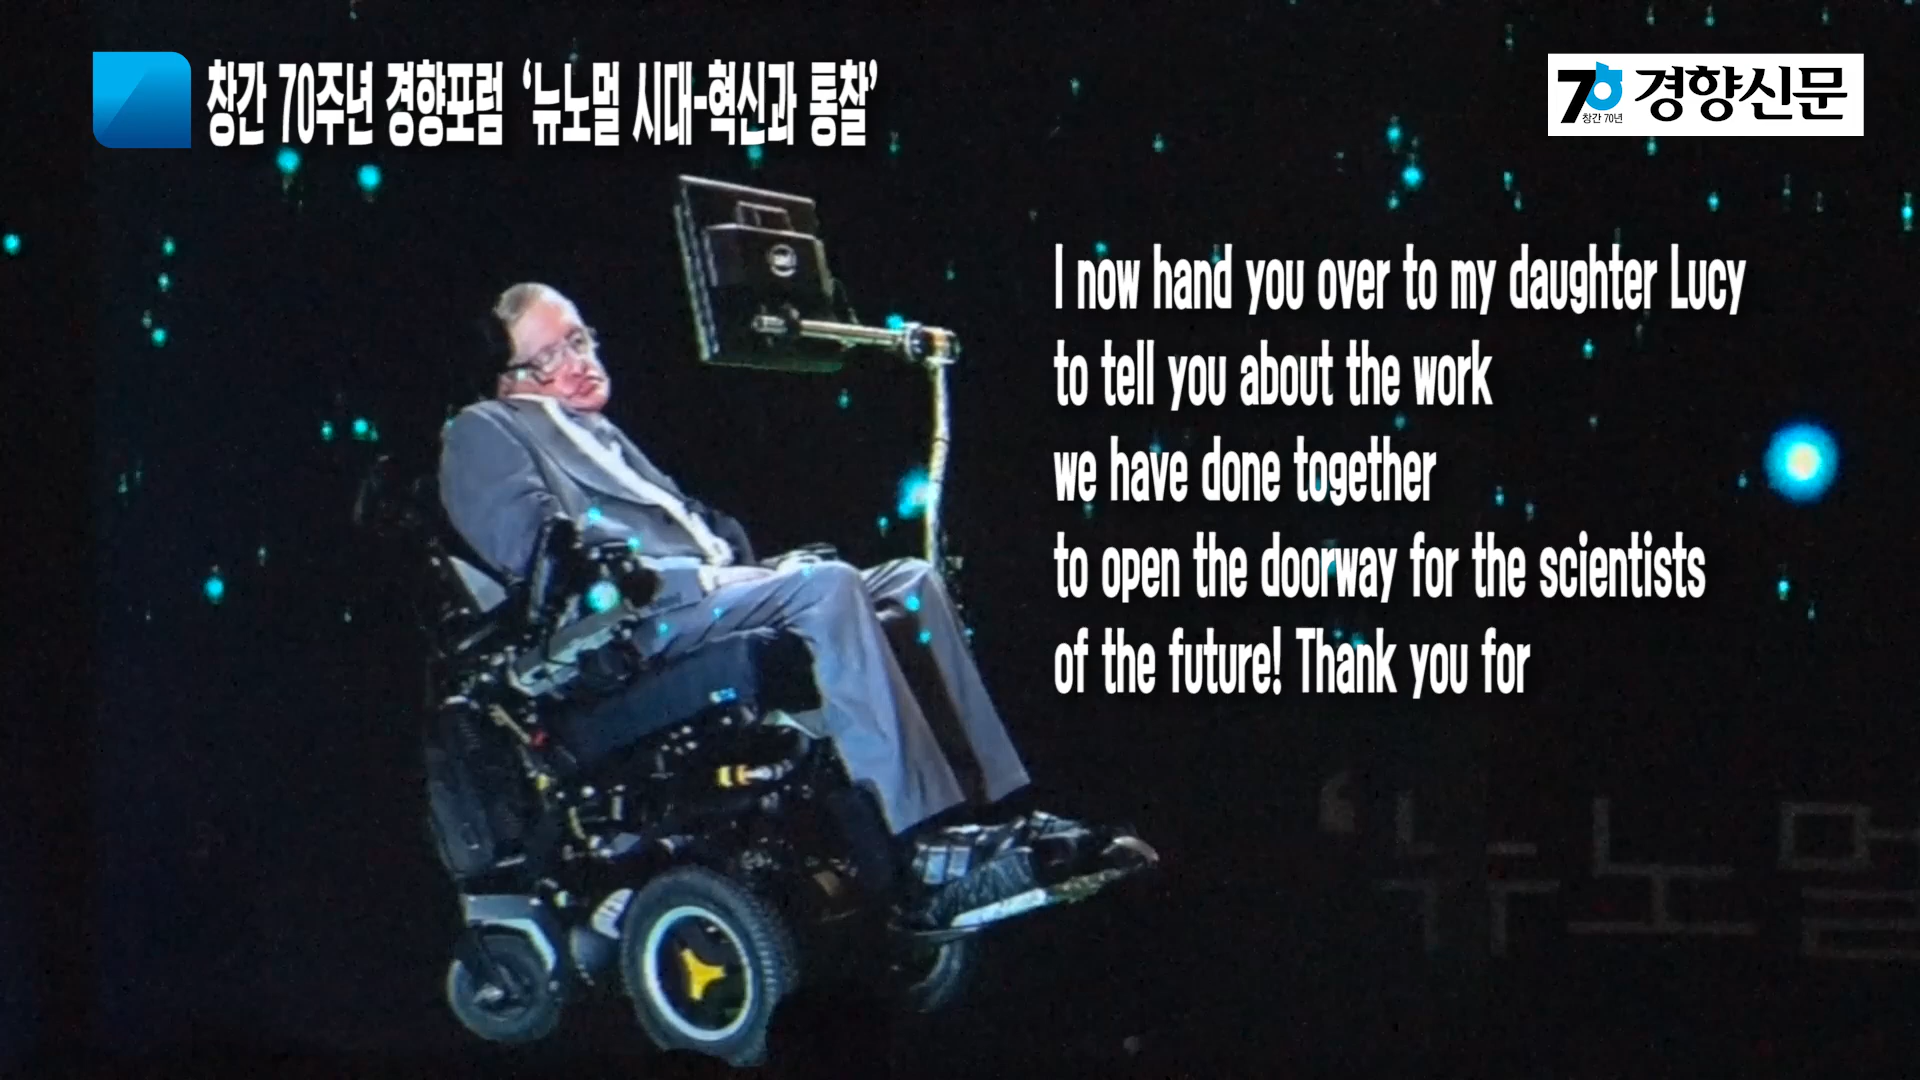 창간 70주년 경향포럼 ‘뉴노멀 시대-혁신과 통찰’
70 경향신문
창간 70년
I now hand you over to my daughter Lucy
to tell you about the work
we have done together
to open the doorway for the scientists
of the future! Thank you for
‘뉴노멀